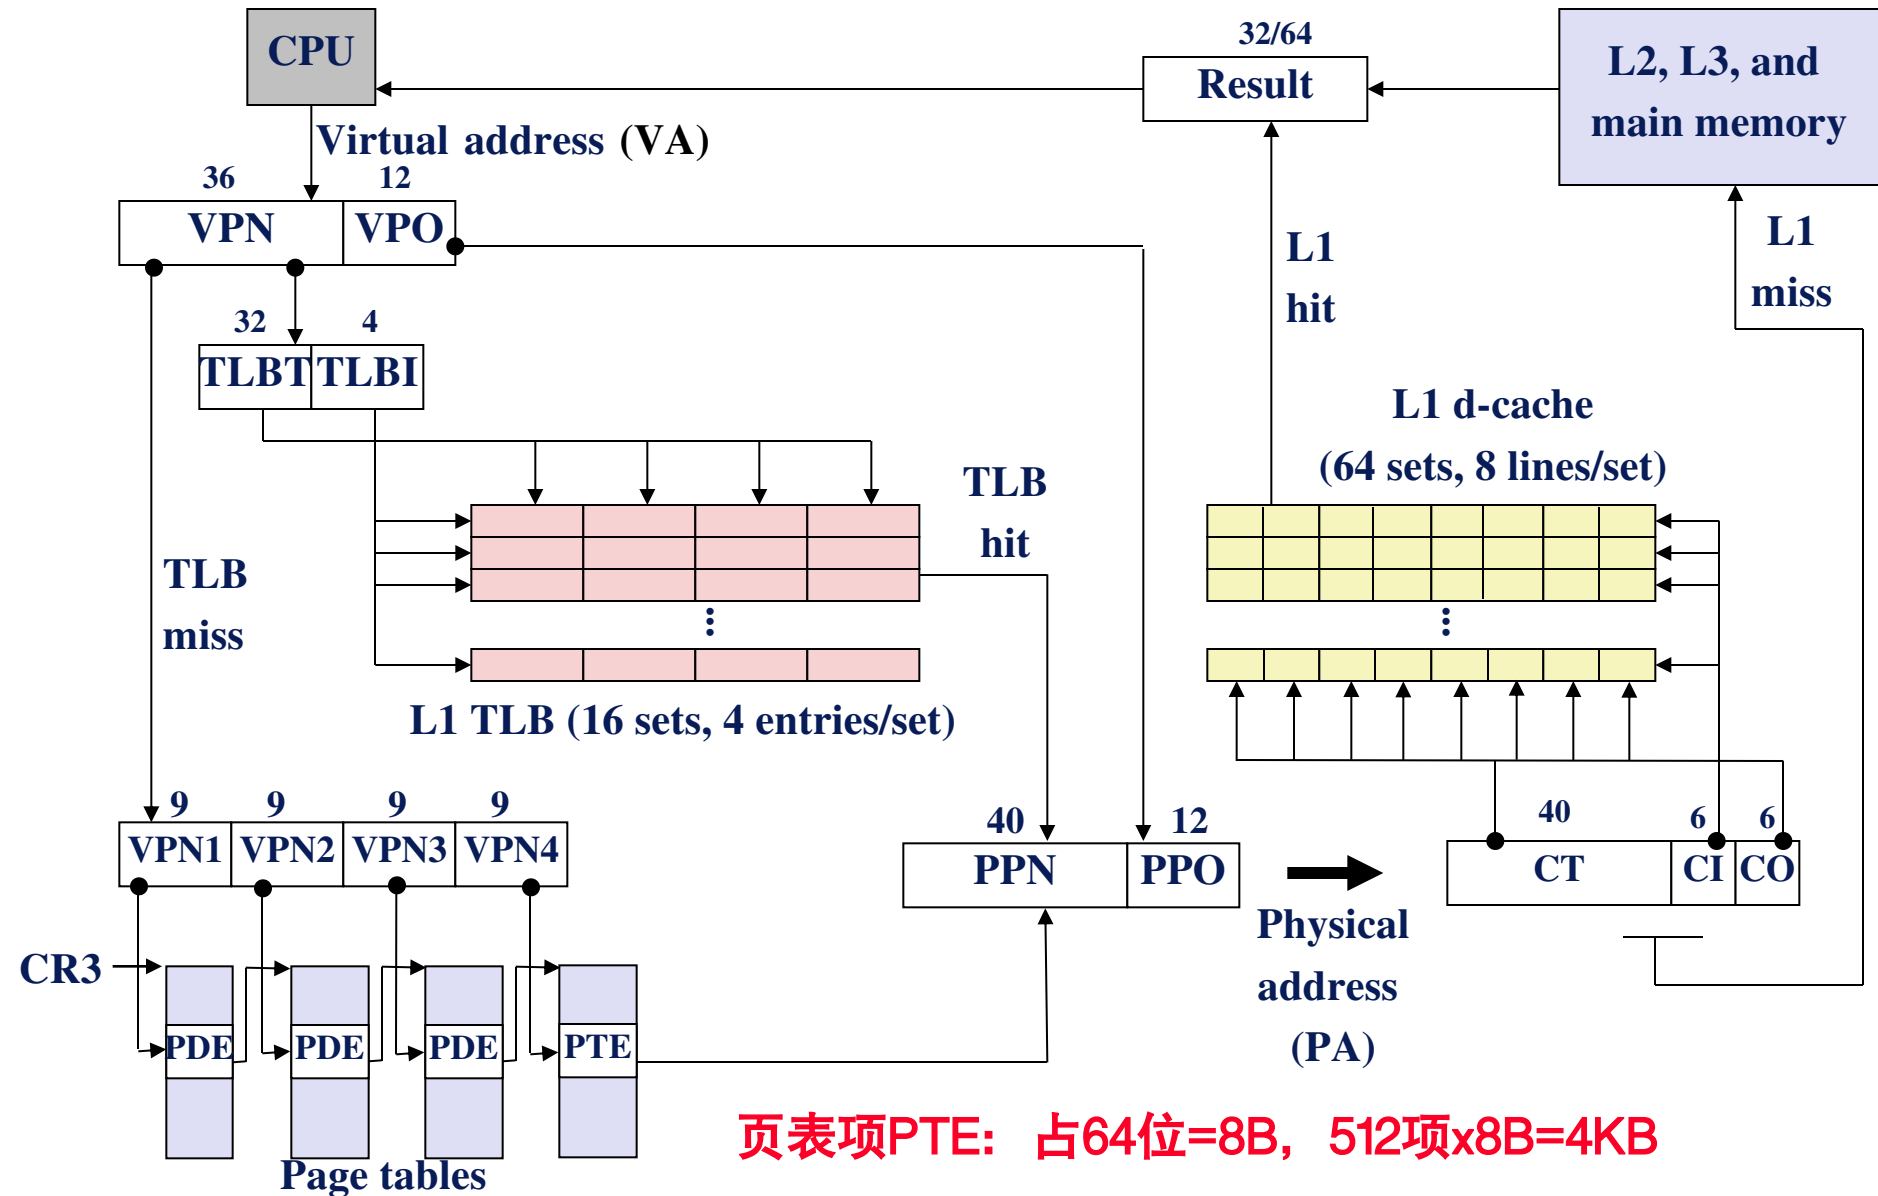 CPU
32/64
Result
L2, L3, and
main memory
Virtual address (VA)
36
12
VPN
VPO
L1
hit
L1
miss
32
4
TLBT
TLBI
L1 d-cache
(64 sets, 8 lines/set)
TLB
hit
TLB
miss
...
...
L1 TLB (16 sets, 4 entries/set)
9
9
9
9
VPN1
VPN2
VPN3
VPN4
40
12
PPN
PPO
40
6
6
CT
CI
CO
Physical
address
(PA)
CR3
PDE
PDE
PDE
PTE
Page tables
页表项PTE： 占64位=8B， 512项x8B=4KB